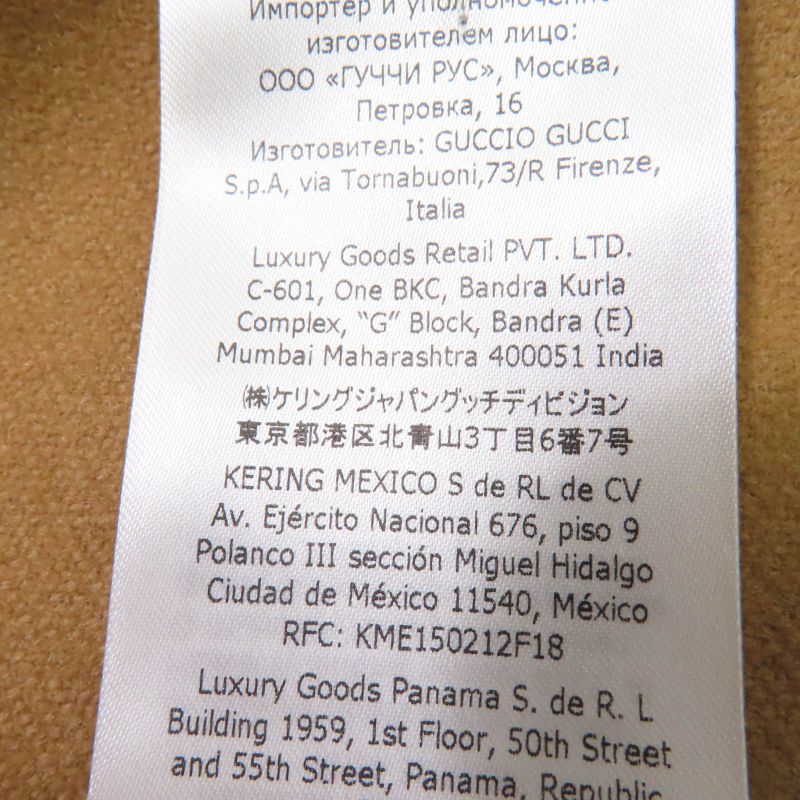 Импортер и уполномоченное
изготовителем лицо:
ООО «ГУЧЧИ РУС», Москва,
Петровка, 16
Изготовитель: GUCCIO GUCCI
S.p.A, via Tornabuoni,73/R Firenze,
Italia
Luxury Goods Retail PVT. LTD.
C-601, One BKC, Bandra Kurla
Complex, “G” Block, Bandra (E)
Mumbai Maharashtra 400051 India
㈱ケリングジャパングッチディビジョン
東京都港区北青山3丁目6番7号
KERING MEXICO S de RL de CV
Av. Ejército Nacional 676, piso 9
Polanco III sección Miguel Hidalgo
Ciudad de México 11540, México
RFC: KME150212F18
Luxury Goods Panama S. de R. L
Building 1959, 1st Floor, 50th Street
and 55th Street, Panama, Republic